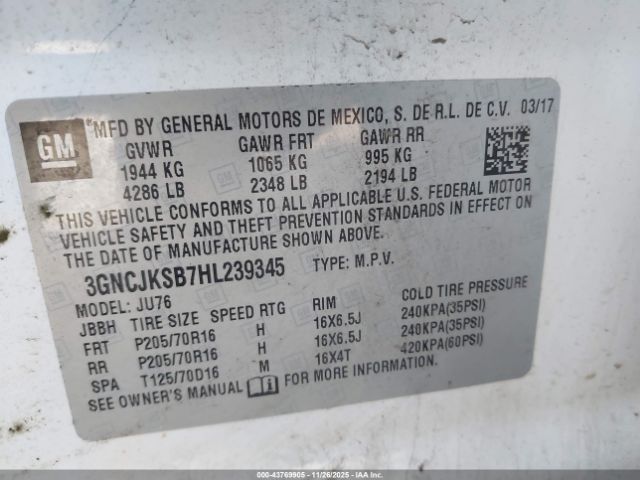 GM
MFD BY GENERAL MOTORS DE MEXICO, S. DE R.L. DE C.V. 03/17
GVWR GAWR FRT GAWR RR
1944 KG 1065 KG 995 KG
4286 LB 2348 LB 2194 LB
THIS VEHICLE CONFORMS TO ALL APPLICABLE U.S. FEDERAL MOTOR
VEHICLE SAFETY AND THEFT PREVENTION STANDARDS IN EFFECT ON
THE DATE OF MANUFACTURE SHOWN ABOVE.
3GNCJKSB7HL239345 TYPE: M.P.V.
MODEL: JU76
JBBH TIRE SIZE SPEED RTG RIM COLD TIRE PRESSURE
FRT P205/70R16 H 16X6.5J 240KPA(35PSI)
RR P205/70R16 H 16X6.5J 240KPA(35PSI)
SPA T125/70D16 M 16X4T 420KPA(60PSI)
SEE OWNER'S MANUAL FOR MORE INFORMATION.
000-43769905 - 11/26/2025 - IAAI.COM